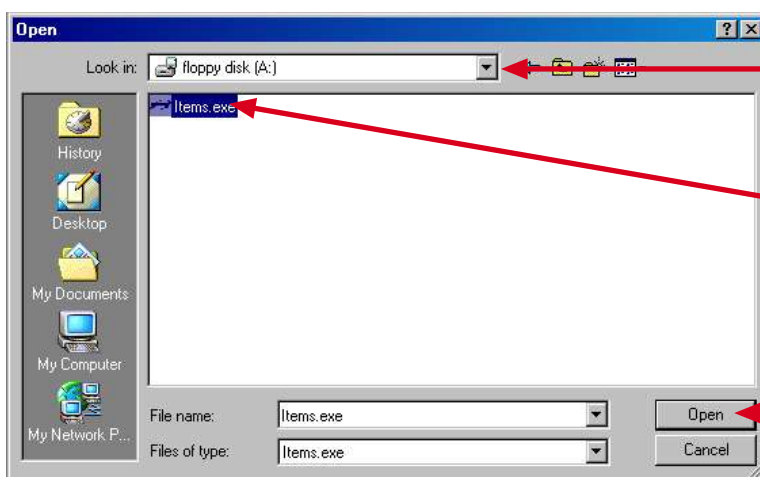 Open
Look in: floppy disk (A:)
Items.exe
History
Desktop
My Documents
My Computer
My Network P...
File name: Items.exe Open
Files of type: Items.exe Cancel